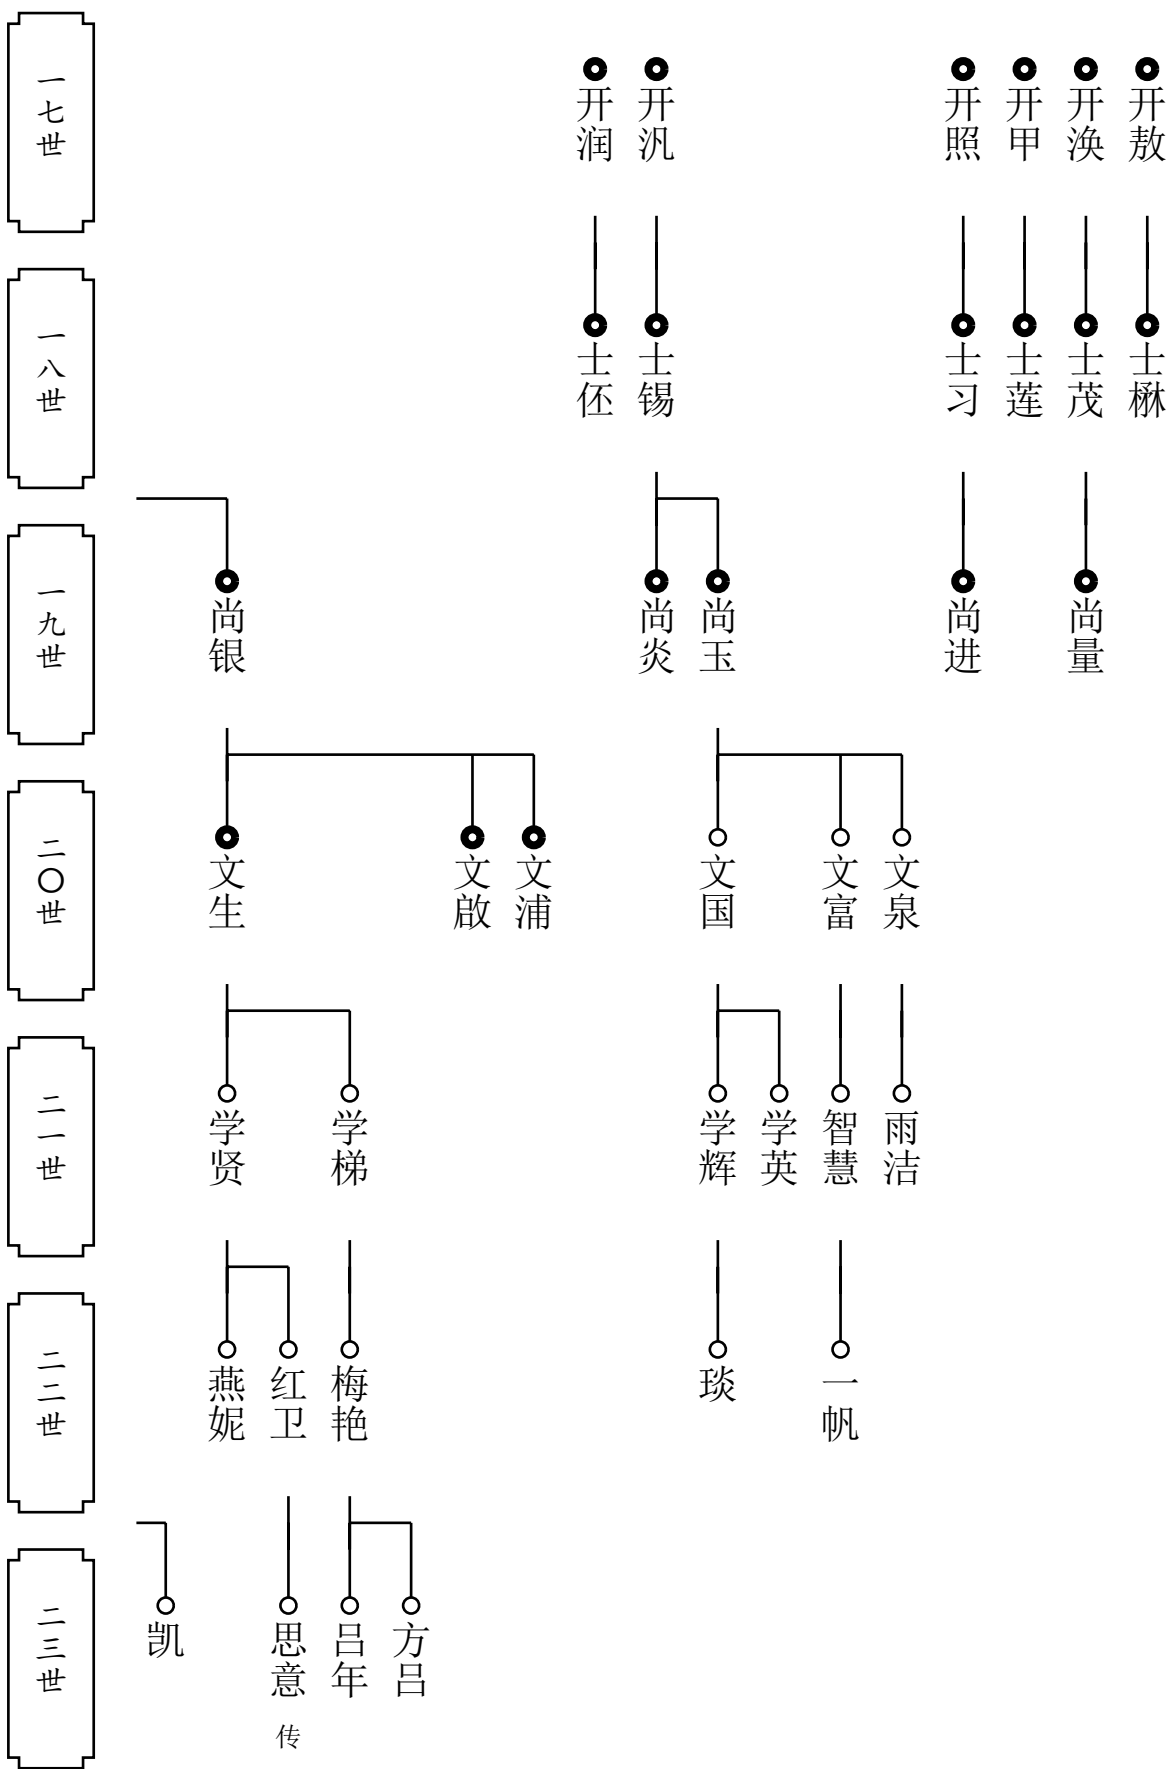 一七世
开敖
开涣
开甲
开照
开汎
开润
一八世
士楙
士茂
士莲
士习
士锡
士伾
一九世
尚量
尚进
尚玉
尚炎
尚银
二〇世
文泉
文富
文国
文浦
文啟
文生
二一世
雨洁
智慧
学英
学辉
学梯
学贤
二二世
一帆
琰
梅艳
红卫
燕妮
二三世
方吕
吕年
思意
传
凯